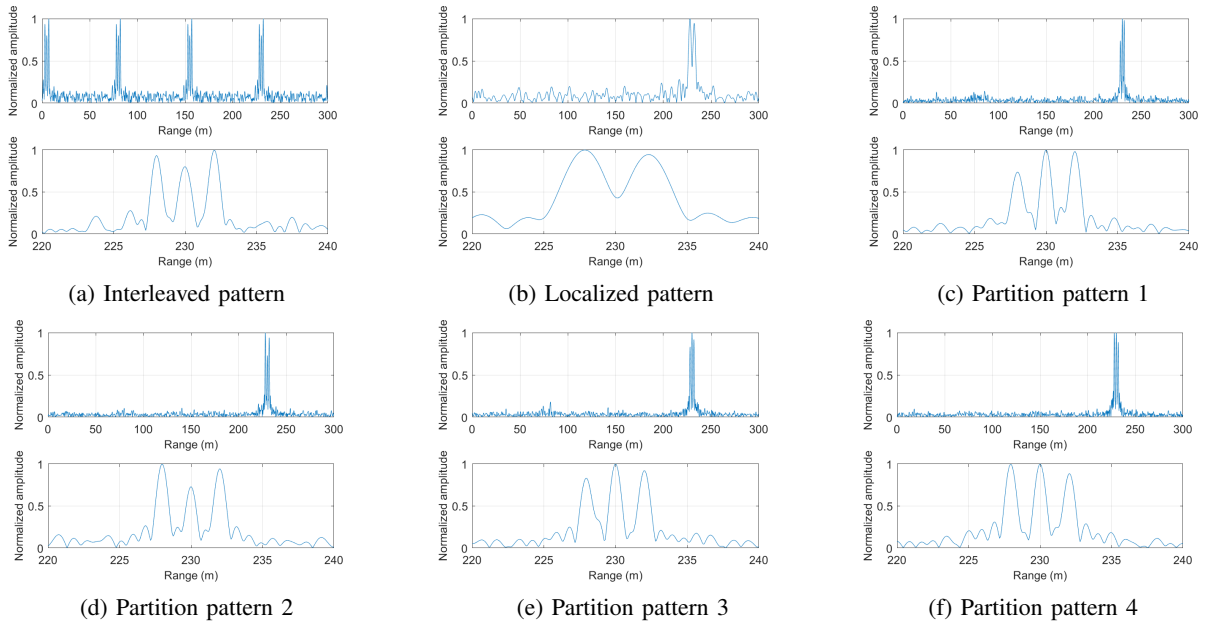 Normalized amplitude
1
0.5
0
0 50 100 150 200 250 300
Range (m)
Normalized amplitude
1
0.5
0
220 225 230 235 240
Range (m)
(a) Interleaved pattern
Normalized amplitude
1
0.5
0
0 50 100 150 200 250 300
Range (m)
Normalized amplitude
1
0.5
0
220 225 230 235 240
Range (m)
(b) Localized pattern
Normalized amplitude
1
0.5
0
0 50 100 150 200 250 300
Range (m)
Normalized amplitude
1
0.5
0
220 225 230 235 240
Range (m)
(c) Partition pattern 1
Normalized amplitude
1
0.5
0
0 50 100 150 200 250 300
Range (m)
Normalized amplitude
1
0.5
0
220 225 230 235 240
Range (m)
(d) Partition pattern 2
Normalized amplitude
1
0.5
0
0 50 100 150 200 250 300
Range (m)
Normalized amplitude
1
0.5
0
220 225 230 235 240
Range (m)
(e) Partition pattern 3
Normalized amplitude
1
0.5
0
0 50 100 150 200 250 300
Range (m)
Normalized amplitude
1
0.5
0
220 225 230 235 240
Range (m)
(f) Partition pattern 4